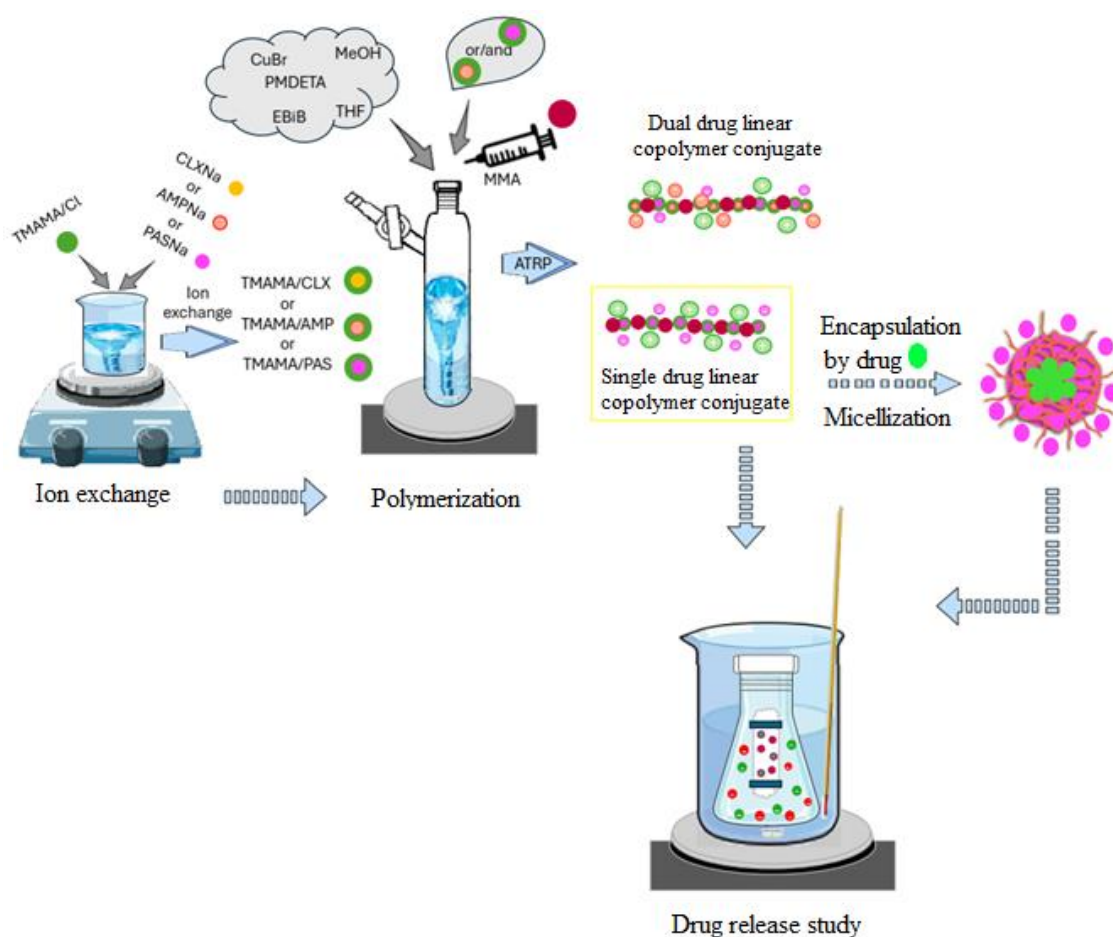 CuBr
MeOH
PMDETA
EBiB
THF
or/and
MMA
TMAMA/Cl
CLXNa
or
AMPNa
or
PASNa
Ion
exchange
TMAMA/CLX
or
TMAMA/AMP
or
TMAMA/PAS
Ion exchange
Polymerization
ATRP
Dual drug linear
copolymer conjugate
Single drug linear
copolymer conjugate
Encapsulation
by drug
Micellization
Drug release study